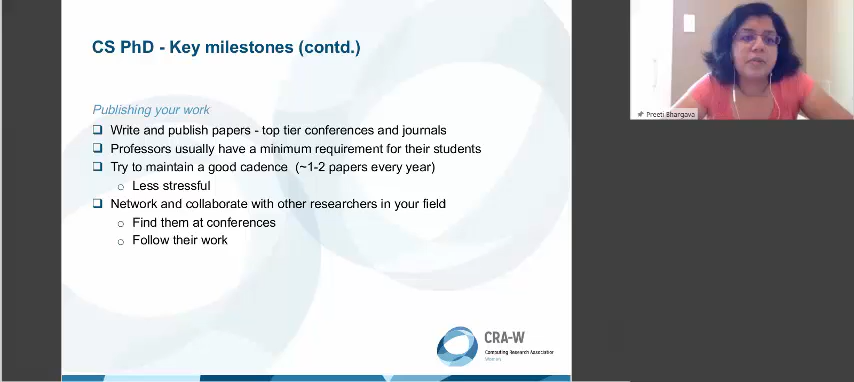 CS PhD - Key milestones (contd.)
Publishing your work
Write and publish papers - top tier conferences and journals
Professors usually have a minimum requirement for their students
Try to maintain a good cadence (~1-2 papers every year)
Less stressful
Network and collaborate with other researchers in your field
Find them at conferences
Follow their work
CRA-W
Computing Research Association
Women
Preeti Bhargava